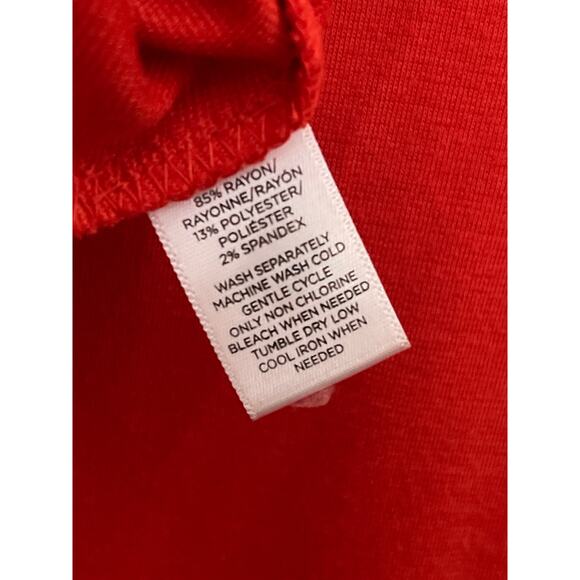 85% RAYON/
RAYONNE/RAYÓN
13% POLYESTER/
POLIÉSTER
2% SPANDEX
WASH SEPARATELY
MACHINE WASH COLD
GENTLE CYCLE
ONLY NON CHLORINE
BLEACH WHEN NEEDED
TUMBLE DRY LOW
COOL IRON WHEN
NEEDED